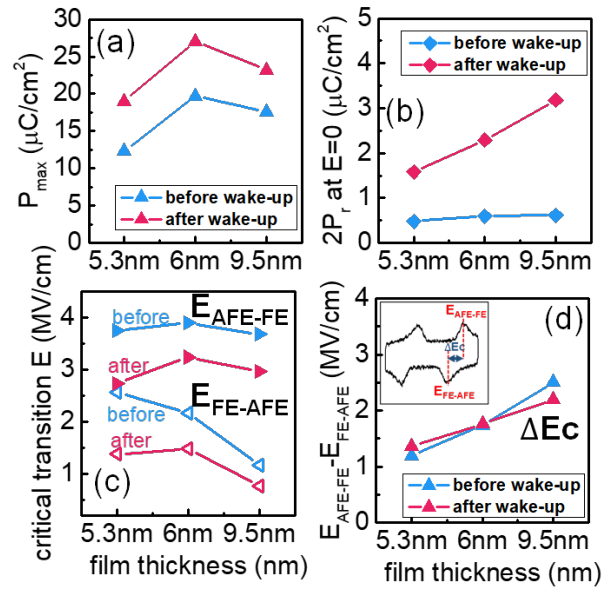 (a)
P_max (μC/cm²)
30
25
20
15
10
5
0
before wake-up
after wake-up
5.3nm 6nm 9.5nm
(b)
2P_r at E=0 (μC/cm²)
5
4
3
2
1
0
before wake-up
after wake-up
5.3nm 6nm 9.5nm
(c)
critical transition E (MV/cm)
4
3
2
1
before
E_AFE-FE
after
before
E_FE-AFE
after
5.3nm 6nm 9.5nm
film thickness (nm)
(d)
E_AFE-FE-E_FE-AFE (MV/cm)
4
3
2
1
0
E_AFE-FE
ΔEc
E_FE-AFE
ΔEc
before wake-up
after wake-up
5.3nm 6nm 9.5nm
film thickness (nm)